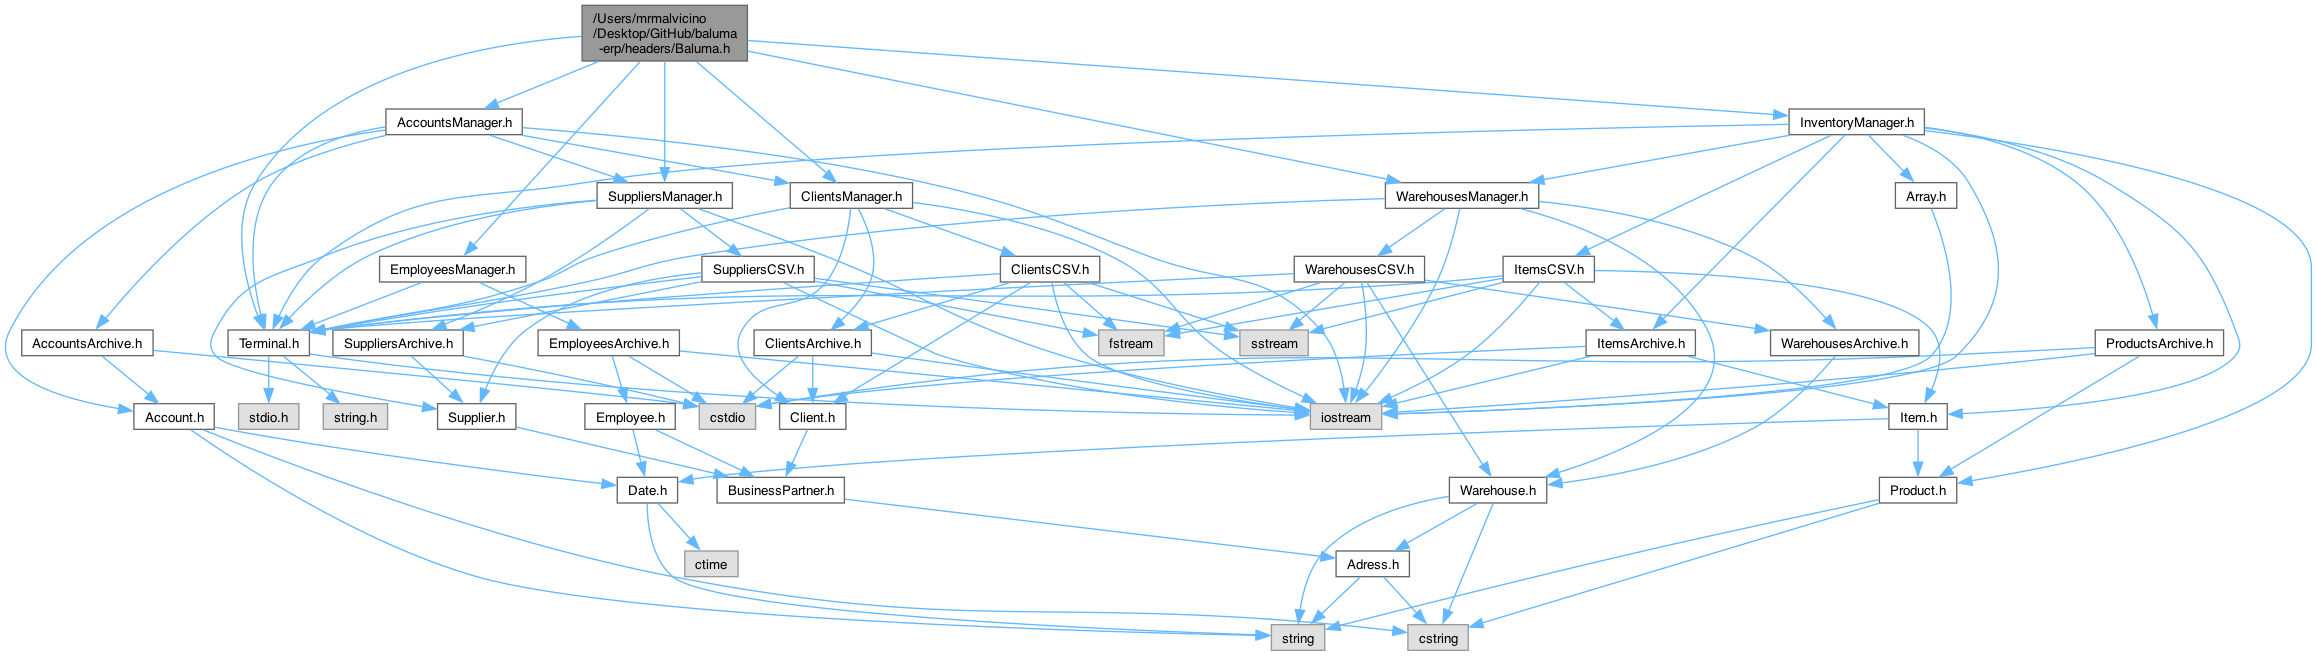 /Users/mrmalvicino
/Desktop/GitHub/baluma
-erp/headers/Baluma.h
AccountsManager.h
InventoryManager.h
SuppliersManager.h
ClientsManager.h
WarehousesManager.h
Array.h
EmployeesManager.h
SuppliersCSV.h
ClientsCSV.h
WarehousesCSV.h
ItemsCSV.h
AccountsArchive.h
Terminal.h
SuppliersArchive.h
EmployeesArchive.h
ClientsArchive.h
fstream
sstream
ItemsArchive.h
WarehousesArchive.h
ProductsArchive.h
Account.h
stdio.h
string.h
Supplier.h
Employee.h
cstdio
Client.h
iostream
Item.h
Date.h
BusinessPartner.h
Warehouse.h
Product.h
ctime
Adress.h
string
cstring